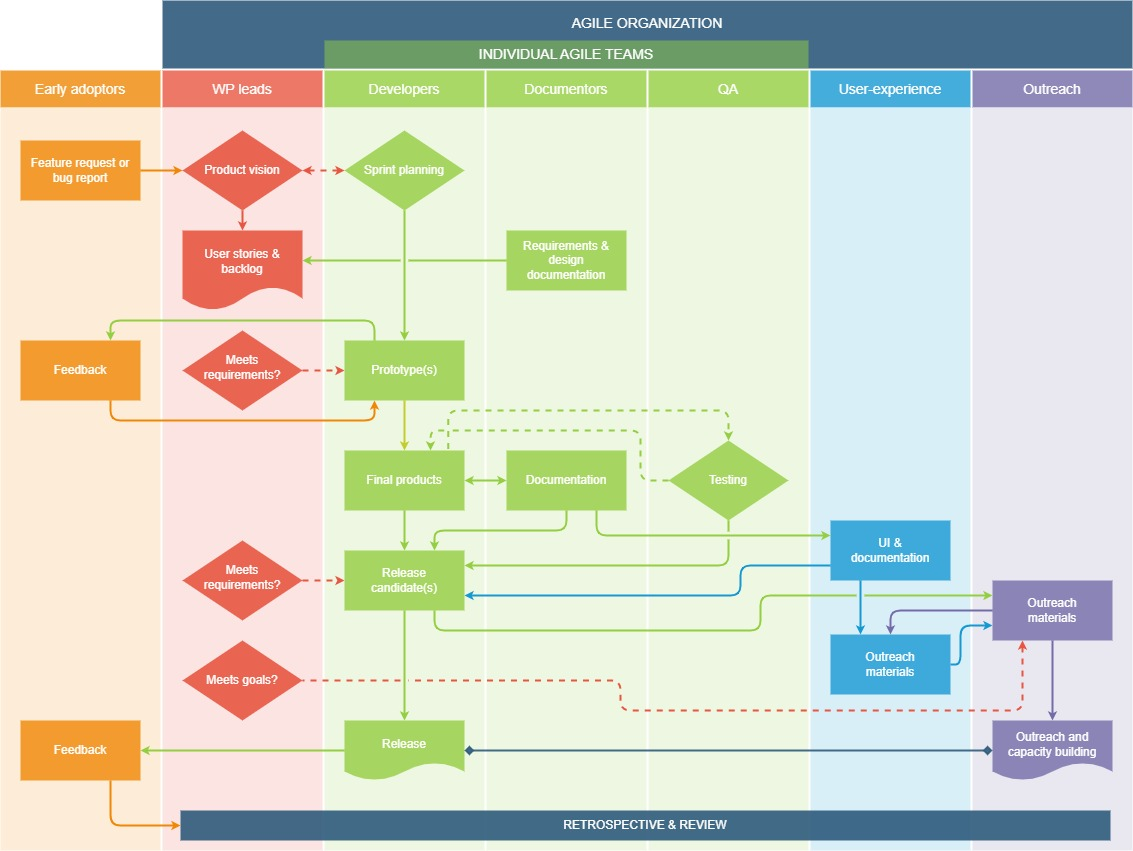 AGILE ORGANIZATION
INDIVIDUAL AGILE TEAMS
Early adoptors
WP leads
Developers
Documentors
QA
User-experience
Outreach
Feature request or
bug report
Product vision
Sprint planning
User stories &
backlog
Requirements &
design
documentation
Feedback
Meets
requirements?
Prototype(s)
Final products
Documentation
Testing
UI &
documentation
Meets
requirements?
Release
candidate(s)
Outreach
materials
Outreach
materials
Meets goals?
Feedback
Release
Outreach and
capacity building
RETROSPECTIVE & REVIEW